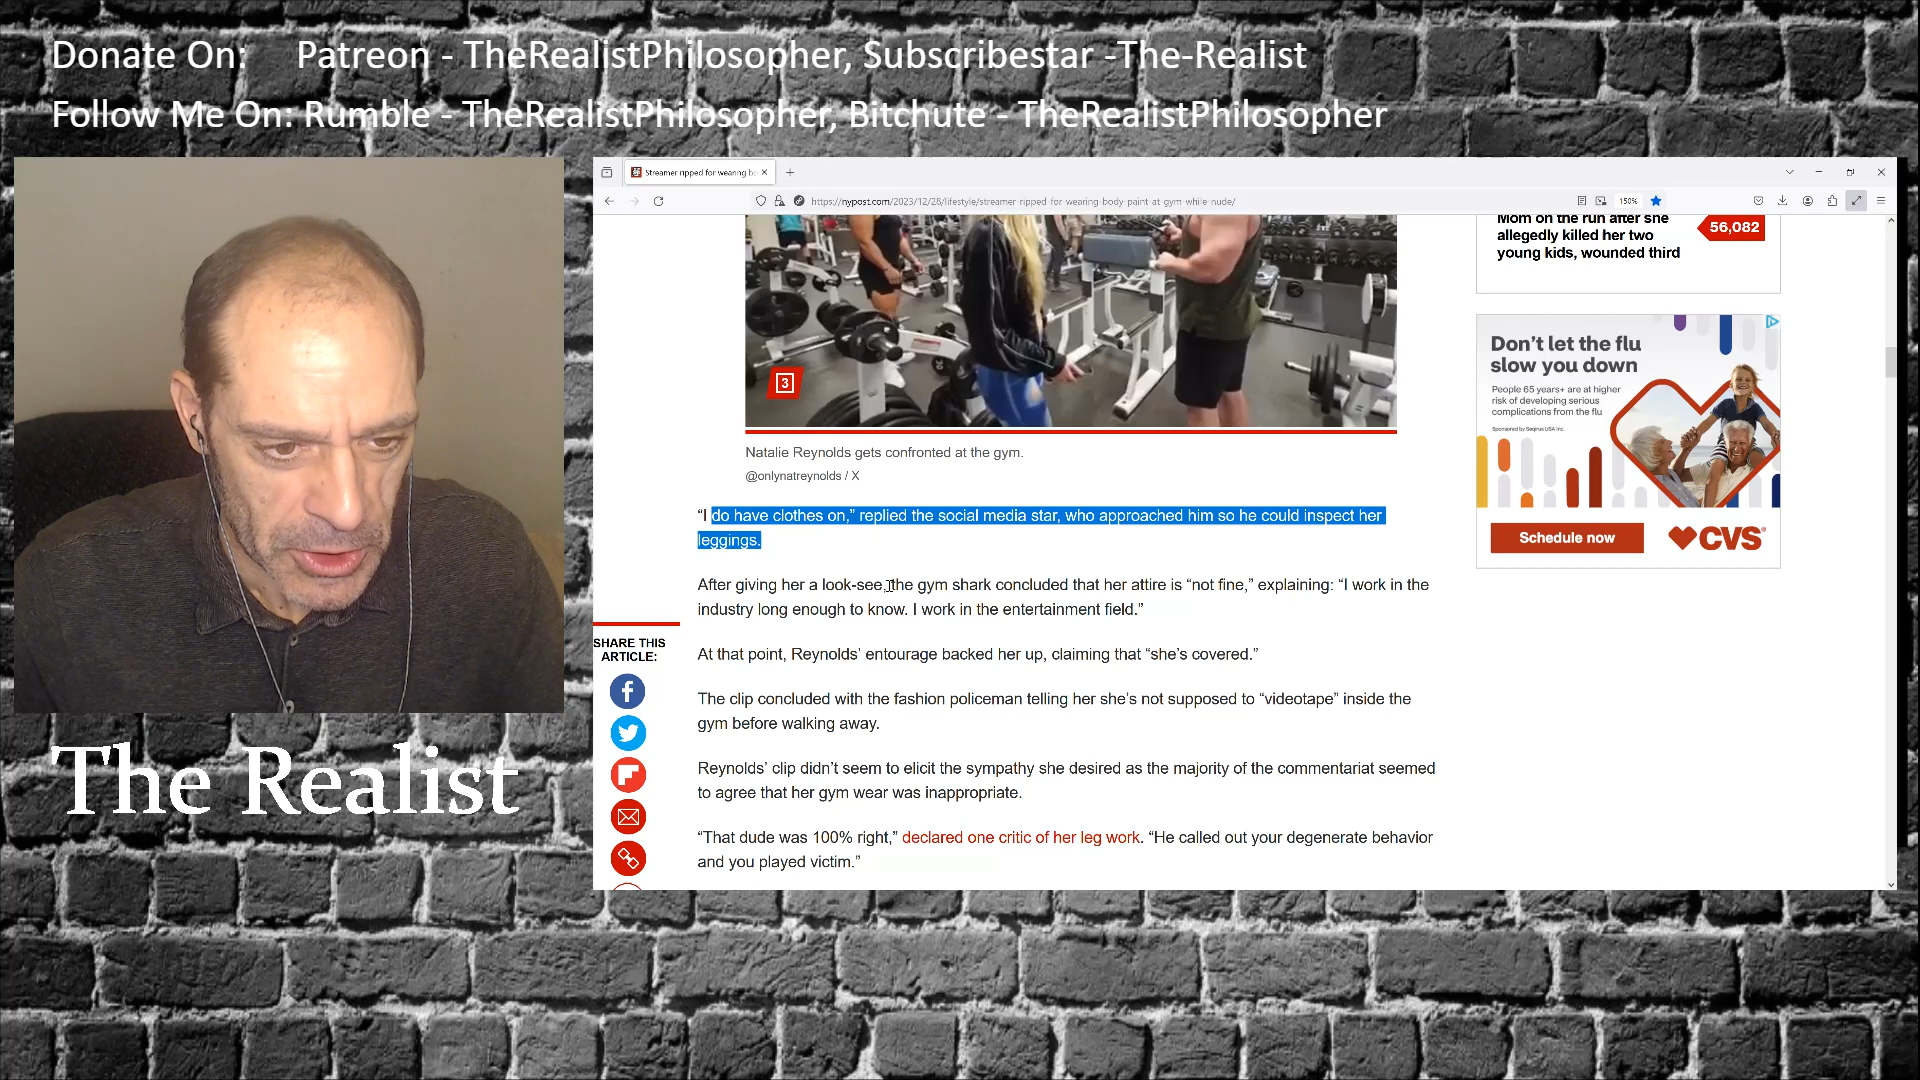 Donate On: Patreon - TheRealistPhilosopher, Subscribestar -The-Realist
Follow Me On: Rumble - TheRealistPhilosopher, Bitchute - TheRealistPhilosopher
Streamer ripped for wearing bo
https://nypost.com/2023/12/28/lifestyle/streamer-ripped-for-wearing-body-paint-at-gym-while-nude/
150%
Mom on the run after she
allegedly killed her two
young kids, wounded third
56,082
3
Natalie Reynolds gets confronted at the gym.
@onlynatreynolds / X
“I do have clothes on,” replied the social media star, who approached him so he could inspect her
leggings.
After giving her a look-see, the gym shark concluded that her attire is “not fine,” explaining: “I work in the
industry long enough to know. I work in the entertainment field.”
At that point, Reynolds’ entourage backed her up, claiming that “she’s covered.”
The clip concluded with the fashion policeman telling her she’s not supposed to “videotape” inside the
gym before walking away.
Reynolds’ clip didn’t seem to elicit the sympathy she desired as the majority of the commentariat seemed
to agree that her gym wear was inappropriate.
“That dude was 100% right,” declared one critic of her leg work. “He called out your degenerate behavior
and you played victim.”
SHARE THIS
ARTICLE:
Don’t let the flu
slow you down
People 65 years+ are at higher
risk of developing serious
complications from the flu
Sponsored by Seqirus USA Inc.
Schedule now
CVS
The Realist